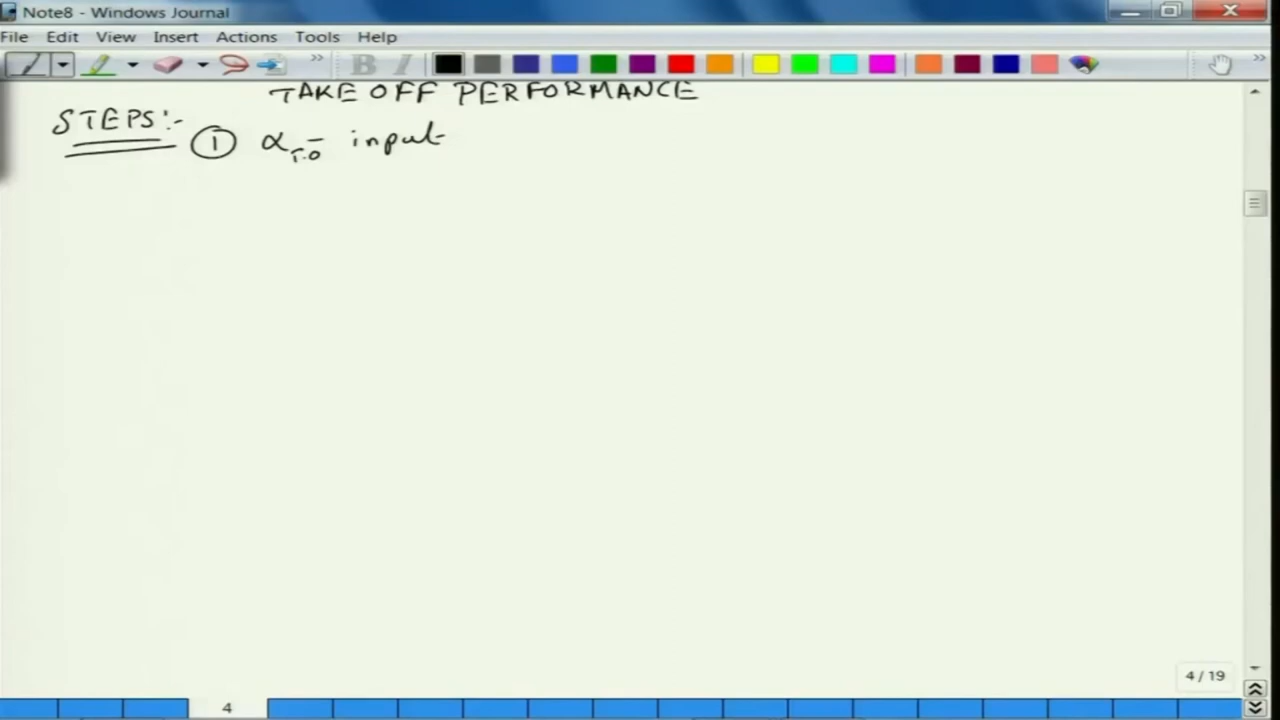 Note8 - Windows Journal
File Edit View Insert Actions Tools Help
B I
TAKE OFF PERFORMANCE
STEPS:-
① α_T.O - input
4 / 19
4